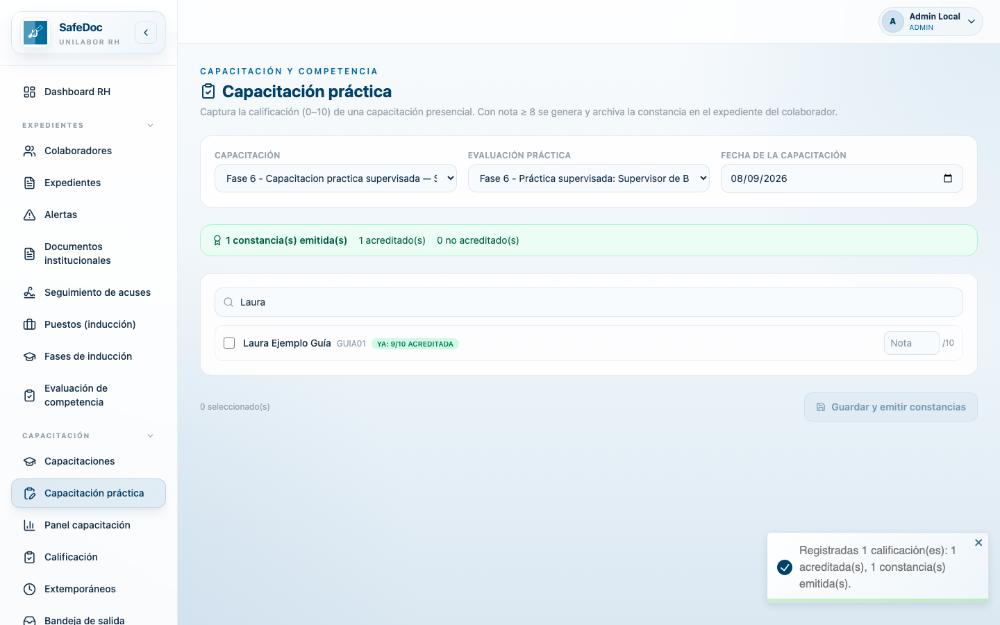 SafeDoc
UNILABOR RH
Dashboard RH
EXPEDIENTES
Colaboradores
Expedientes
Alertas
Documentos
institucionales
Seguimiento de acuses
Puestos (inducción)
Fases de inducción
Evaluación de
competencia
CAPACITACIÓN
Capacitaciones
Capacitación práctica
Panel capacitación
Calificación
Extemporáneos
Bandeja de salida
A
Admin Local
ADMIN
CAPACITACIÓN Y COMPETENCIA
Capacitación práctica
Captura la calificación (0–10) de una capacitación presencial. Con nota ≥ 8 se genera y archiva la constancia en el expediente del colaborador.
CAPACITACIÓN
Fase 6 - Capacitacion practica supervisada — S
EVALUACIÓN PRÁCTICA
Fase 6 - Práctica supervisada: Supervisor de B
FECHA DE LA CAPACITACIÓN
08/09/2026
1 constancia(s) emitida(s) 1 acreditado(s) 0 no acreditado(s)
Laura
Laura Ejemplo Guía GUIA01 YA: 9/10 ACREDITADA Nota /10
0 seleccionado(s)
Guardar y emitir constancias
Registradas 1 calificación(es): 1
acreditada(s), 1 constancia(s)
emitida(s).